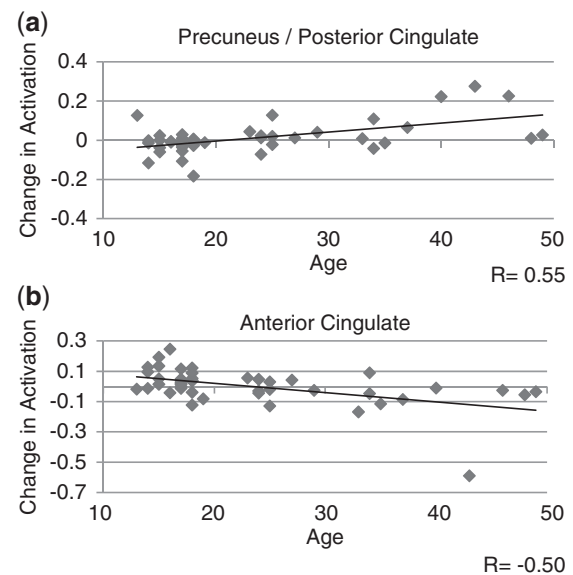 (a)
Precuneus / Posterior Cingulate
Change in Activation
0.4
0.2
0
-0.2
-0.4
10 20 30 40 50
Age
R= 0.55
(b)
Anterior Cingulate
Change in Activation
0.3
0.1
-0.1
-0.3
-0.5
-0.7
10 20 30 40 50
Age
R= -0.50